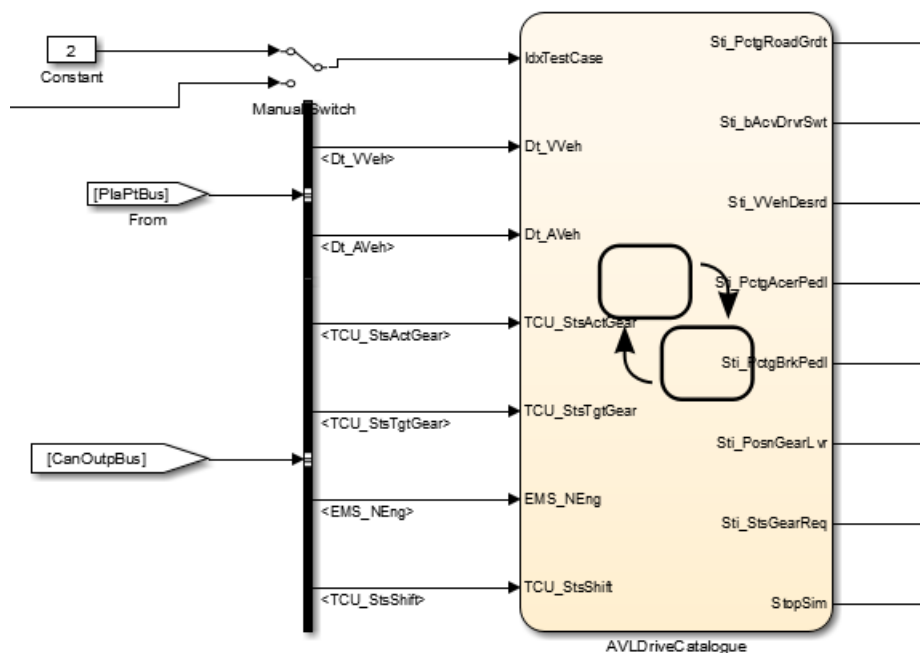 2
Constant
Manual Switch
[PlaPtBus]
From
[CanOutpBus]
<Dt_VVeh>
<Dt_AVeh>
<TCU_StsActGear>
<TCU_StsTgtGear>
<EMS_NEng>
<TCU_StsShift>
IdxTestCase
Dt_VVeh
Dt_AVeh
TCU_StsActGear
TCU_StsTgtGear
EMS_NEng
TCU_StsShift
Sti_PctgRoadGrdt
Sti_bAcvDrvrSwt
Sti_VVehDesrd
Sti_PctgAcerPedl
Sti_PctgBrkPedl
Sti_PosnGearLvr
Sti_StsGearReq
StopSim
AVLDriveCatalogue